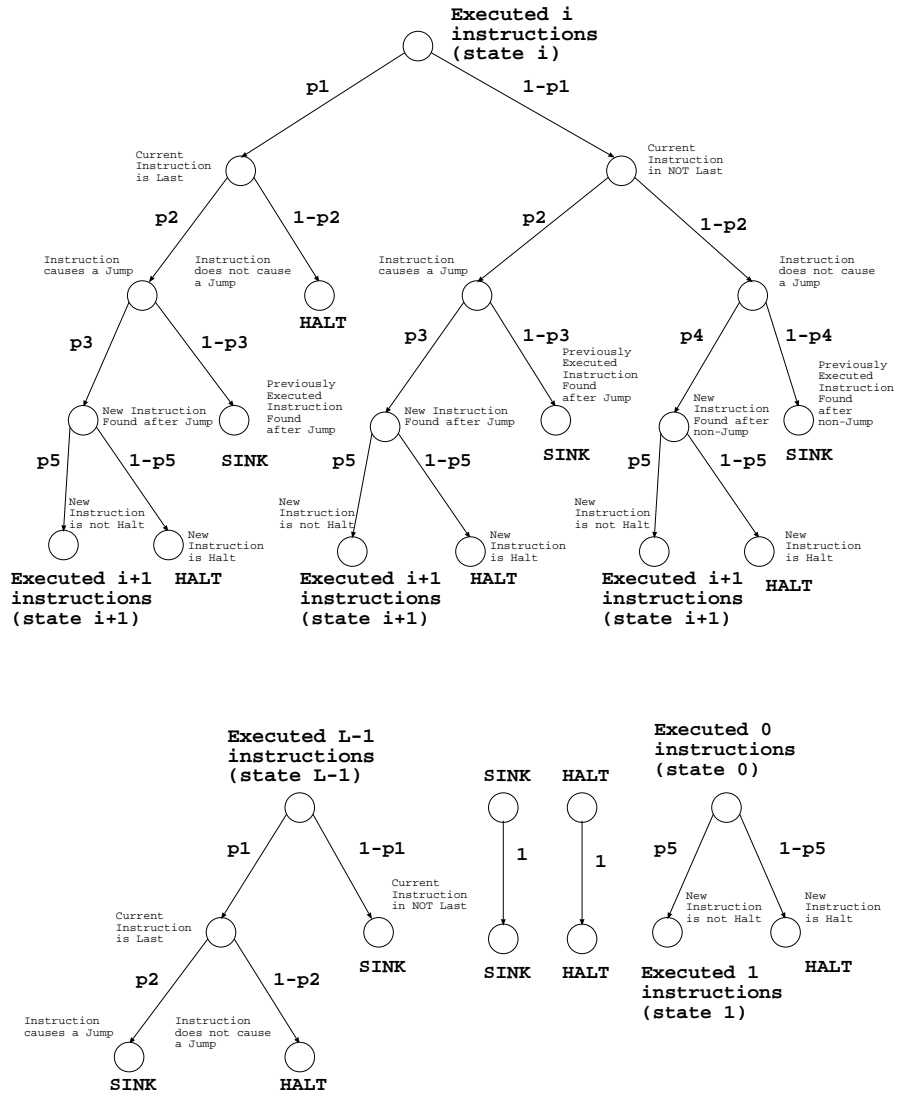 Executed i
instructions
(state i)
p1
1-p1
Current
Instruction
is Last
Current
Instruction
in NOT Last
p2
1-p2
p2
1-p2
Instruction
causes a Jump
Instruction
does not cause
a Jump
Instruction
causes a Jump
Instruction
does not cause
a Jump
HALT
p3
1-p3
p3
1-p3
p4
1-p4
Previously
Executed
Instruction
Found
after Jump
Previously
Executed
Instruction
Found
after Jump
Previously
Executed
Instruction
Found
after
non-Jump
New Instruction
Found after Jump
New Instruction
Found after Jump
New
Instruction
Found after
non-Jump
SINK
SINK
SINK
p5
1-p5
p5
1-p5
p5
1-p5
New
Instruction
is not Halt
New
Instruction
is Halt
New
Instruction
is not Halt
New
Instruction
is Halt
New
Instruction
is not Halt
New
Instruction
is Halt
Executed i+1
instructions
(state i+1)
HALT
Executed i+1
instructions
(state i+1)
HALT
Executed i+1
instructions
(state i+1)
HALT
Executed L-1
instructions
(state L-1)
p1
1-p1
Current
Instruction
is Last
Current
Instruction
in NOT Last
SINK
p2
1-p2
Instruction
causes a Jump
Instruction
does not cause
a Jump
SINK
HALT
SINK
HALT
1
1
SINK
HALT
Executed 0
instructions
(state 0)
p5
1-p5
New
Instruction
is not Halt
New
Instruction
is Halt
Executed 1
instructions
(state 1)
HALT